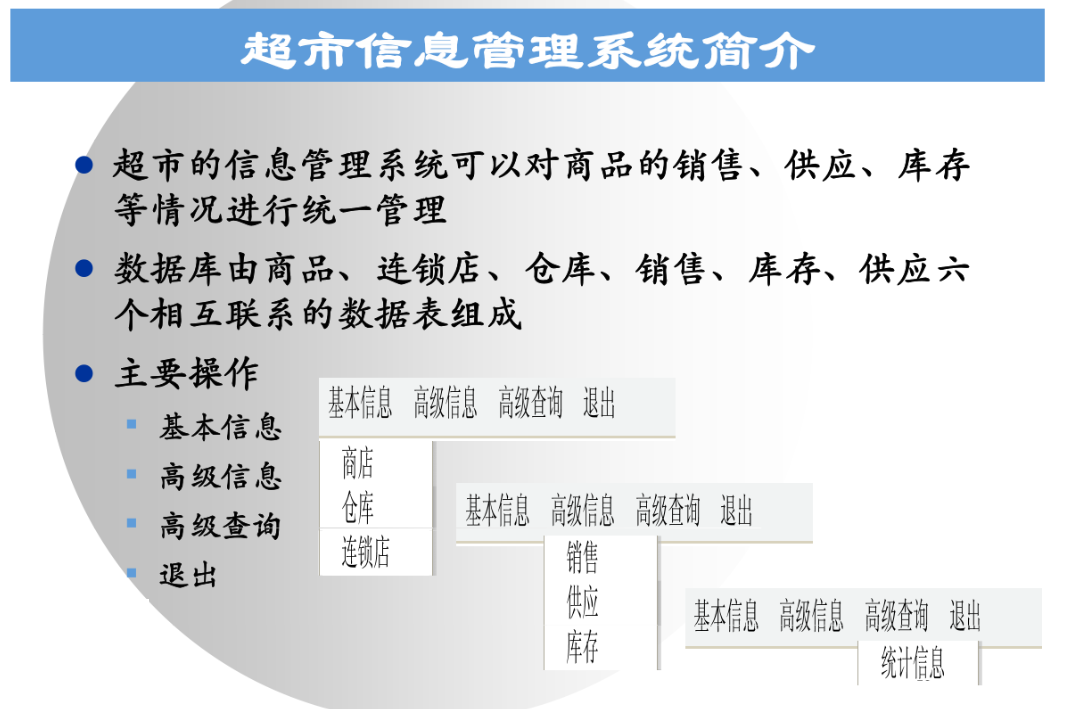 超市信息管理系统简介
超市的信息管理系统可以对商品的销售、供应、库存
等情况进行统一管理
数据库由商品、连锁店、仓库、销售、库存、供应六
个相互联系的数据表组成
主要操作
基本信息
高级信息
高级查询
退出
基本信息 高级信息 高级查询 退出
商店
仓库
连锁店
基本信息 高级信息 高级查询 退出
销售
供应
库存
基本信息 高级信息 高级查询 退出
统计信息